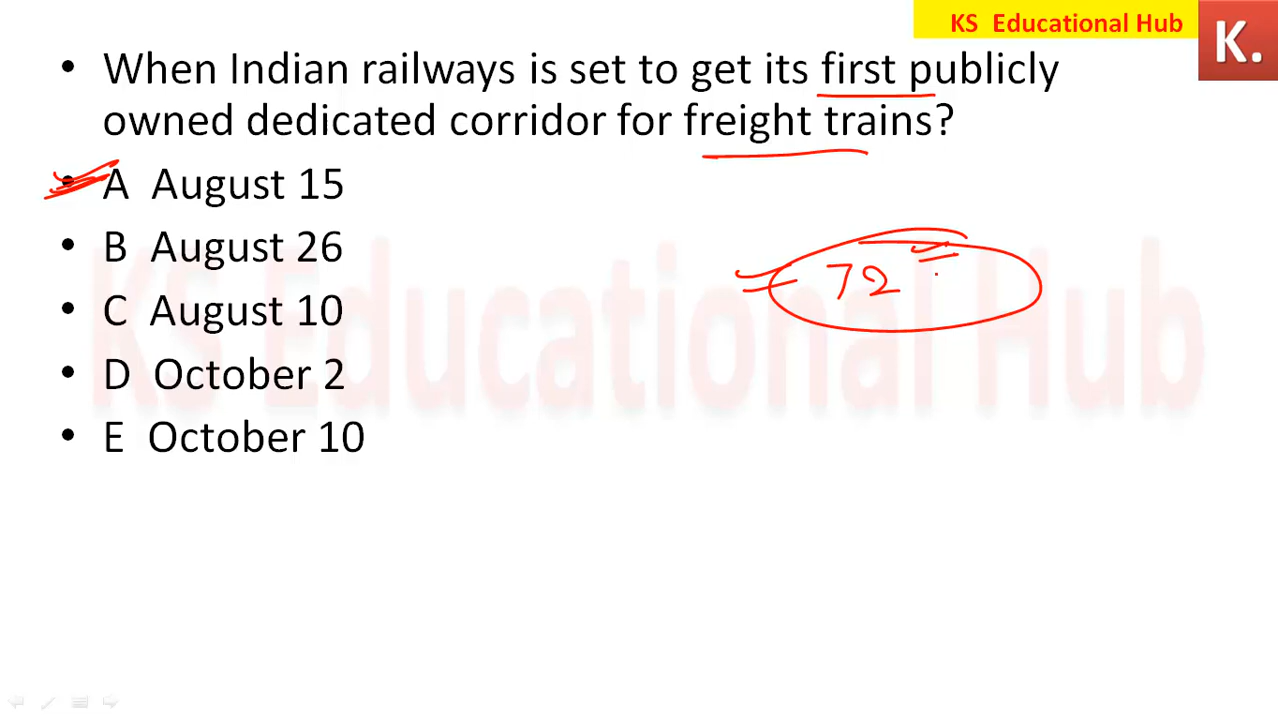 KS Educational Hub
K.
• When Indian railways is set to get its first publicly
owned dedicated corridor for freight trains?
• A August 15
• B August 26
• C August 10
• D October 2
• E October 10
72
KS Educational Hub